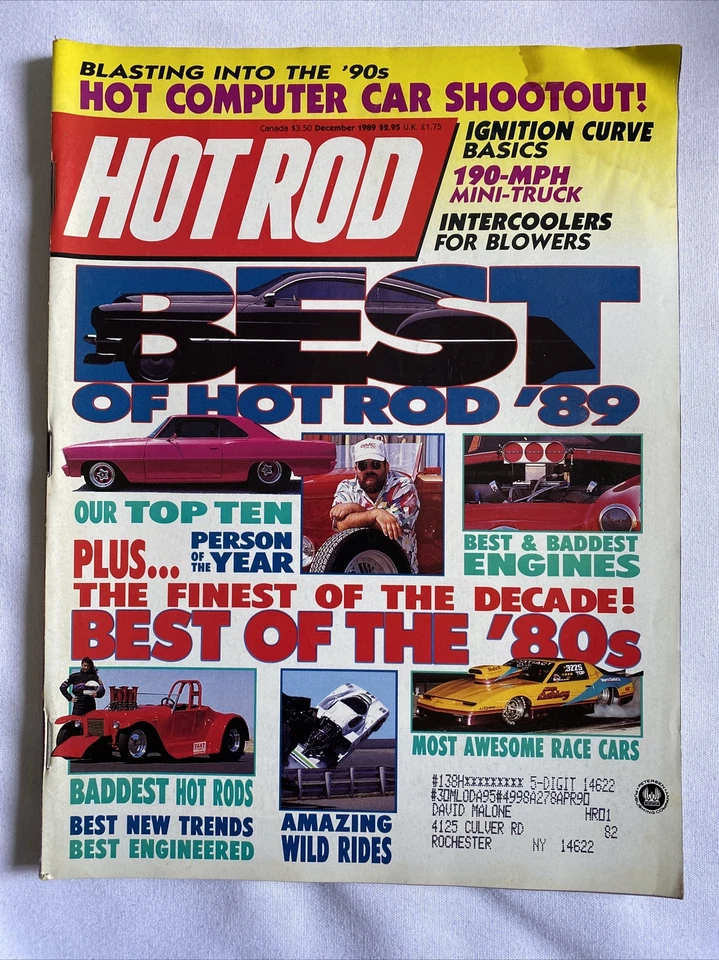 BLASTING INTO THE '90s
HOT COMPUTER CAR SHOOTOUT!
Canada $3.50 December 1989 $2.95 U.K. £1.75
HOT ROD
IGNITION CURVE
BASICS
190-MPH
MINI-TRUCK
INTERCOOLERS
FOR BLOWERS
BEST
OF HOT ROD '89
OUR TOP TEN
PLUS...
PERSON
OF THE YEAR
BEST & BADDEST
ENGINES
THE FINEST OF THE DECADE!
BEST OF THE '80s
3225
BADDEST HOT RODS
BEST NEW TRENDS
BEST ENGINEERED
AMAZING
WILD RIDES
MOST AWESOME RACE CARS
#138HXXXXXXXXX 5-DIGIT 14622
#30MLODA95#4998A278APR90
DAVID MALONE HR01
4125 CULVER RD 82
ROCHESTER NY 14622